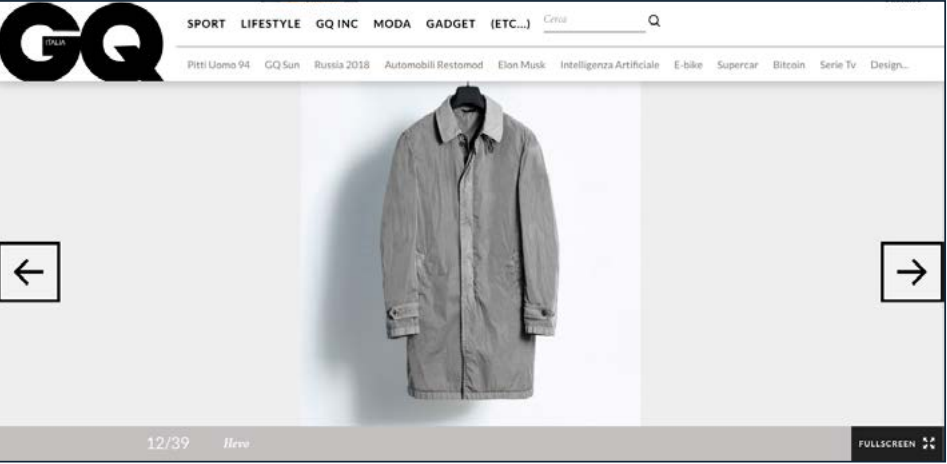 GQ
ITALIA
SPORT LIFESTYLE GQ INC MODA GADGET (ETC...) Cerca
Pitti Uomo 94 GQ Sun Russia 2018 Automobili Restomod Elon Musk Intelligenza Artificiale E-bike Supercar Bitcoin Serie Tv Design...
12/39 Hevo
FULLSCREEN